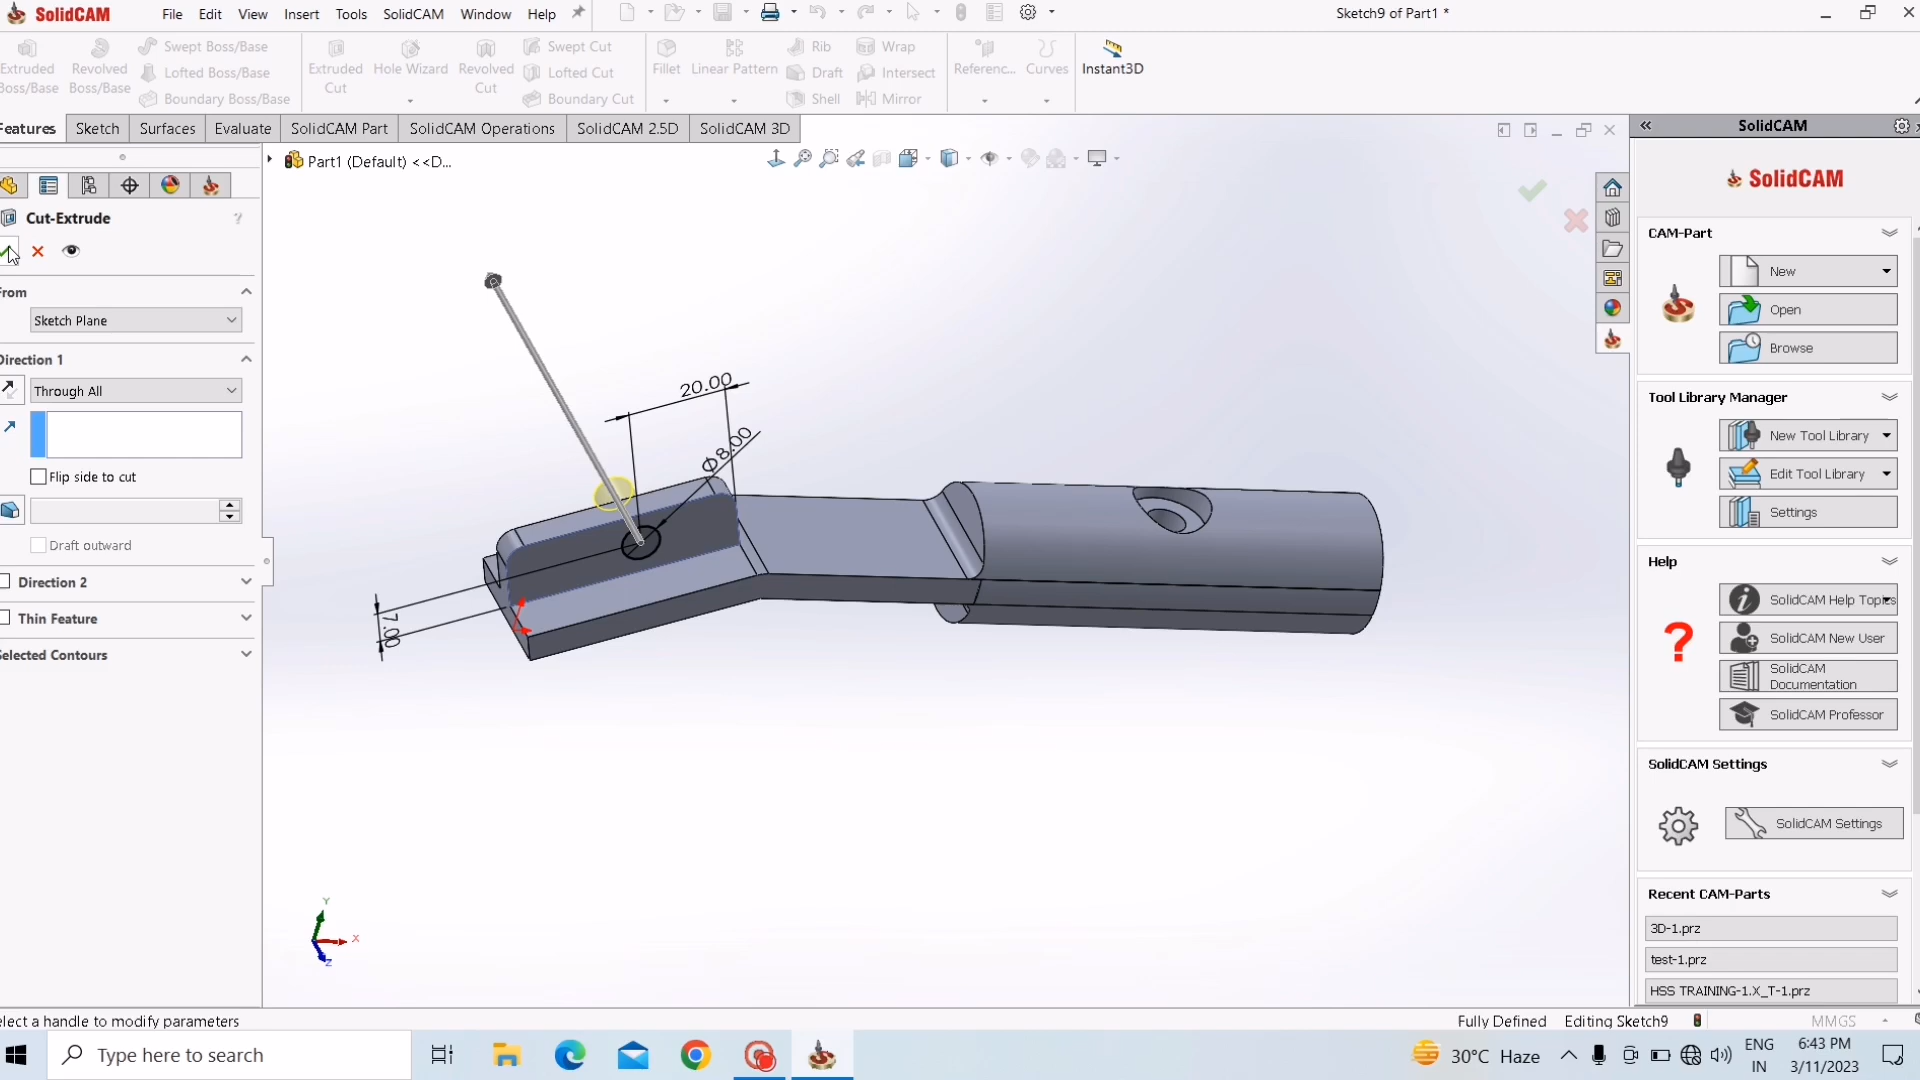 SolidCAM File Edit View Insert Tools SolidCAM Window Help Sketch9 of Part1 *
Extruded Boss/Base
Revolved Boss/Base
Swept Boss/Base
Lofted Boss/Base
Boundary Boss/Base
Extruded Cut
Hole Wizard
Revolved Cut
Swept Cut
Lofted Cut
Boundary Cut
Fillet
Linear Pattern
Rib
Draft
Shell
Wrap
Intersect
Mirror
Referenc...
Curves
Instant3D
Features Sketch Surfaces Evaluate SolidCAM Part SolidCAM Operations SolidCAM 2.5D SolidCAM 3D
Part1 (Default) <<D...
Cut-Extrude ?
From
Sketch Plane
Direction 1
Through All
Flip side to cut
Draft outward
Direction 2
Thin Feature
Selected Contours
20.00
Ø8.00
7.00
Y
X
Z
SolidCAM
SolidCAM
CAM-Part
New
Open
Browse
Tool Library Manager
New Tool Library
Edit Tool Library
Settings
Help
?
SolidCAM Help Topics
SolidCAM New User
SolidCAM
Documentation
SolidCAM Professor
SolidCAM Settings
SolidCAM Settings
Recent CAM-Parts
3D-1.prz
test-1.prz
HSS TRAINING-1.X_T-1.prz
elect a handle to modify parameters
Fully Defined Editing Sketch9 MMGS
Type here to search
30°C Haze
ENG
IN
6:43 PM
3/11/2023